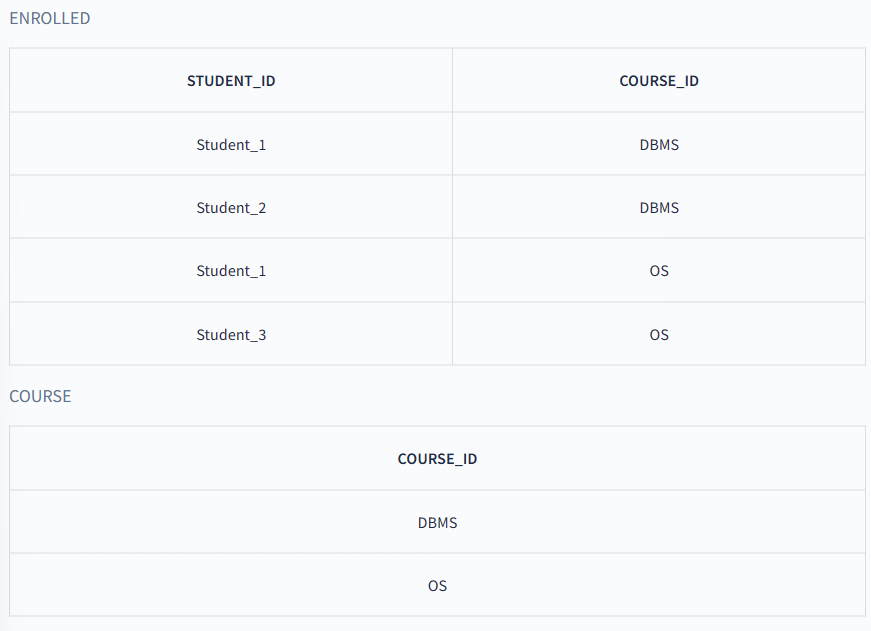 ENROLLED
STUDENT_ID COURSE_ID
Student_1 DBMS
Student_2 DBMS
Student_1 OS
Student_3 OS
COURSE
COURSE_ID
DBMS
OS